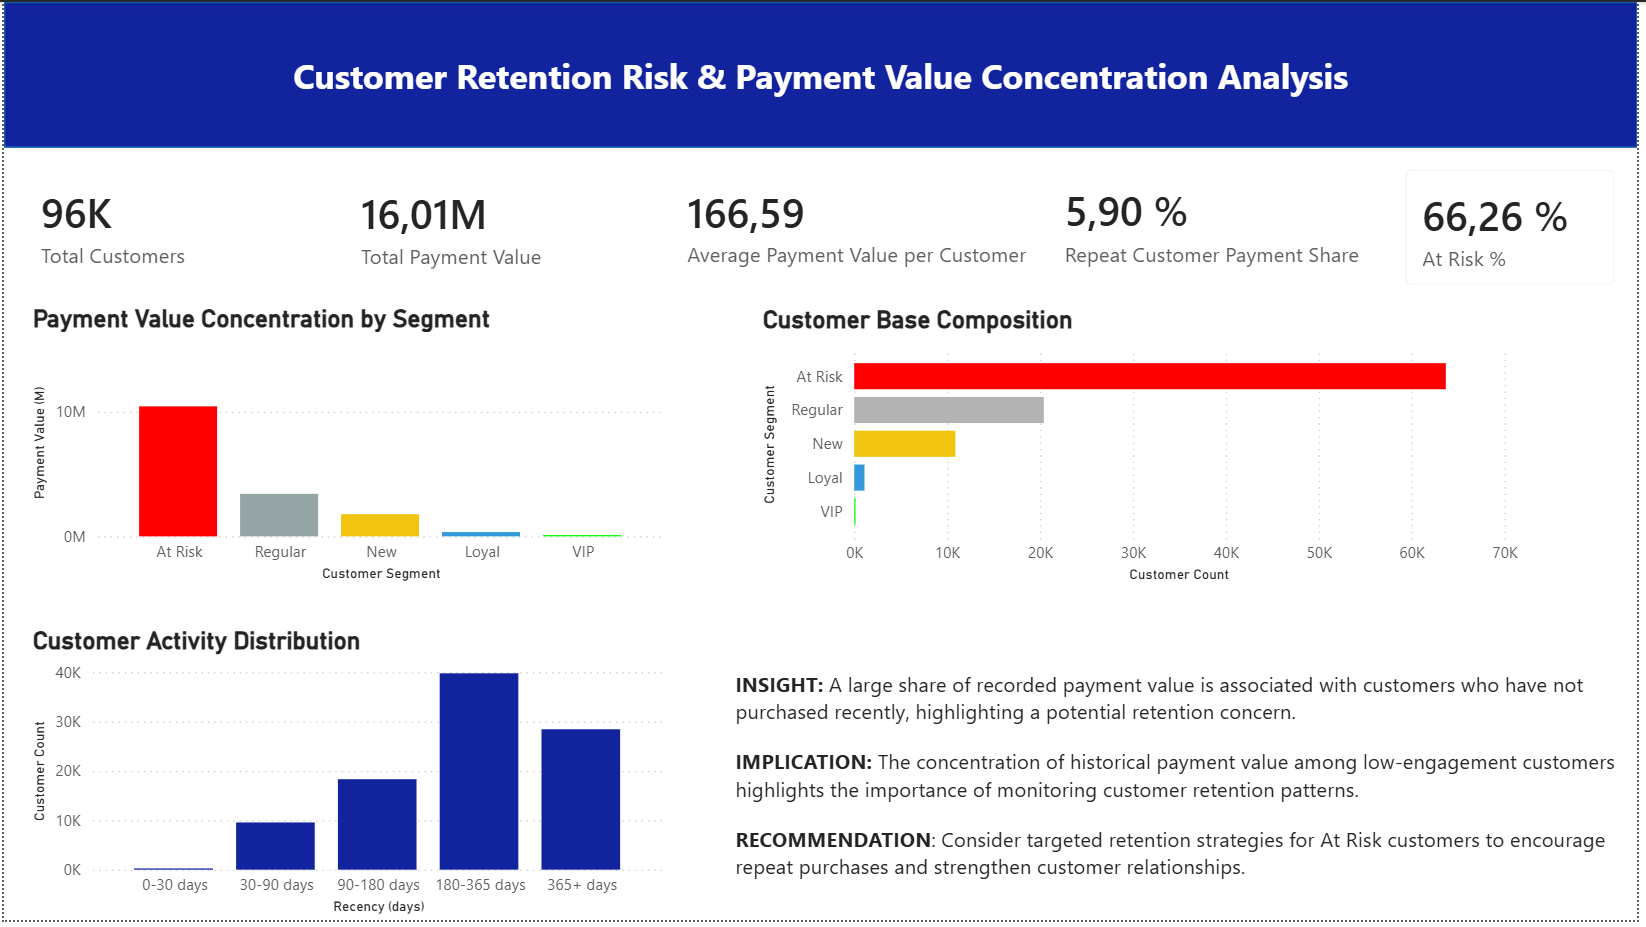 Customer Retention Risk & Payment Value Concentration Analysis
96K
Total Customers
16,01M
Total Payment Value
166,59
Average Payment Value per Customer
5,90 %
Repeat Customer Payment Share
66,26 %
At Risk %
Payment Value Concentration by Segment
Payment Value (M)
10M
0M
At Risk
Regular
New
Loyal
VIP
Customer Segment
Customer Base Composition
Customer Segment
At Risk
Regular
New
Loyal
VIP
0K
10K
20K
30K
40K
50K
60K
70K
Customer Count
Customer Activity Distribution
Customer Count
40K
30K
20K
10K
0K
0-30 days
30-90 days
90-180 days
180-365 days
365+ days
Recency (days)
INSIGHT: A large share of recorded payment value is associated with customers who have not
purchased recently, highlighting a potential retention concern.
IMPLICATION: The concentration of historical payment value among low-engagement customers
highlights the importance of monitoring customer retention patterns.
RECOMMENDATION: Consider targeted retention strategies for At Risk customers to encourage
repeat purchases and strengthen customer relationships.